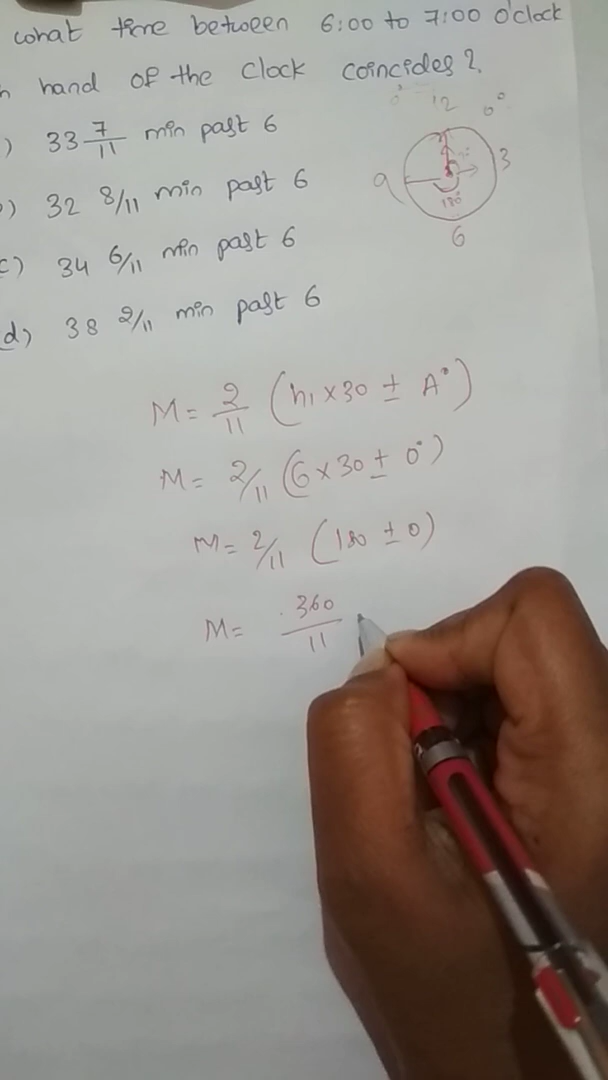 what time between 6:00 to 7:00 O'clock
hand of the Clock coincides?
) 33 7/11 min past 6
) 32 8/11 min past 6
c) 34 6/11 min past 6
d) 38 2/11 min past 6
0° 12 0°
9 3
180°
6
M = 2/11 (h1 × 30 ± A°)
M = 2/11 (6 × 30 ± 0°)
M = 2/11 (180 ± 0)
M = 360/11